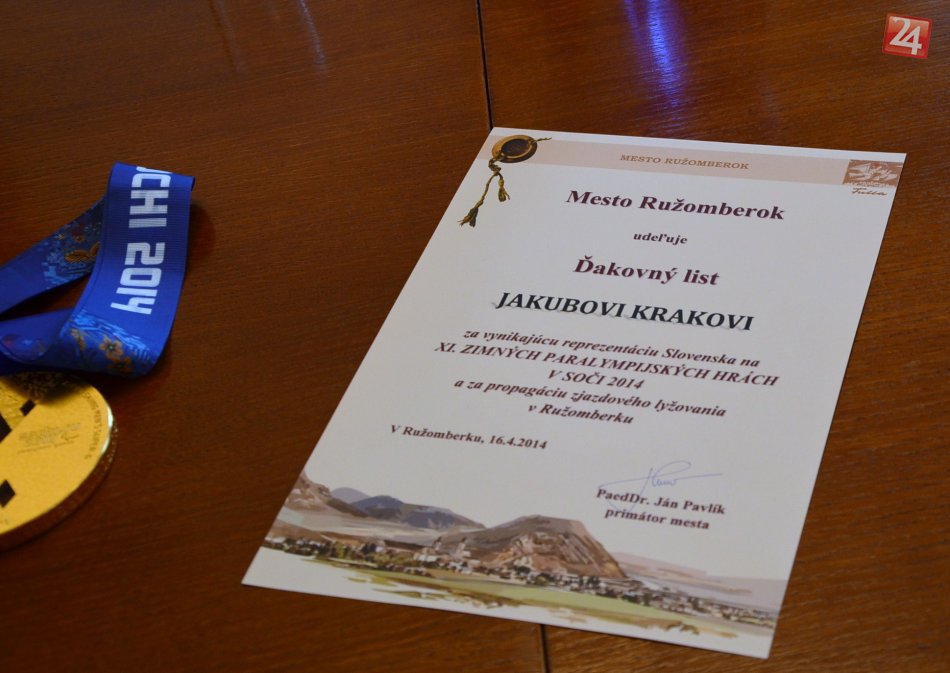 24
MESTO RUŽOMBEROK
Mesto Ružomberok
udeľuje
Ďakovný list
JAKUBOVI KRAKOVI
za vynikajúcu reprezentáciu Slovenska na
XI. ZIMNÝCH PARALYMPIJSKÝCH HRÁCH
V SOČI 2014
a za propagáciu zjazdového lyžovania
v Ružomberku
V Ružomberku, 16.4.2014
PaedDr. Ján Pavlík
primátor mesta
OCHI 2014